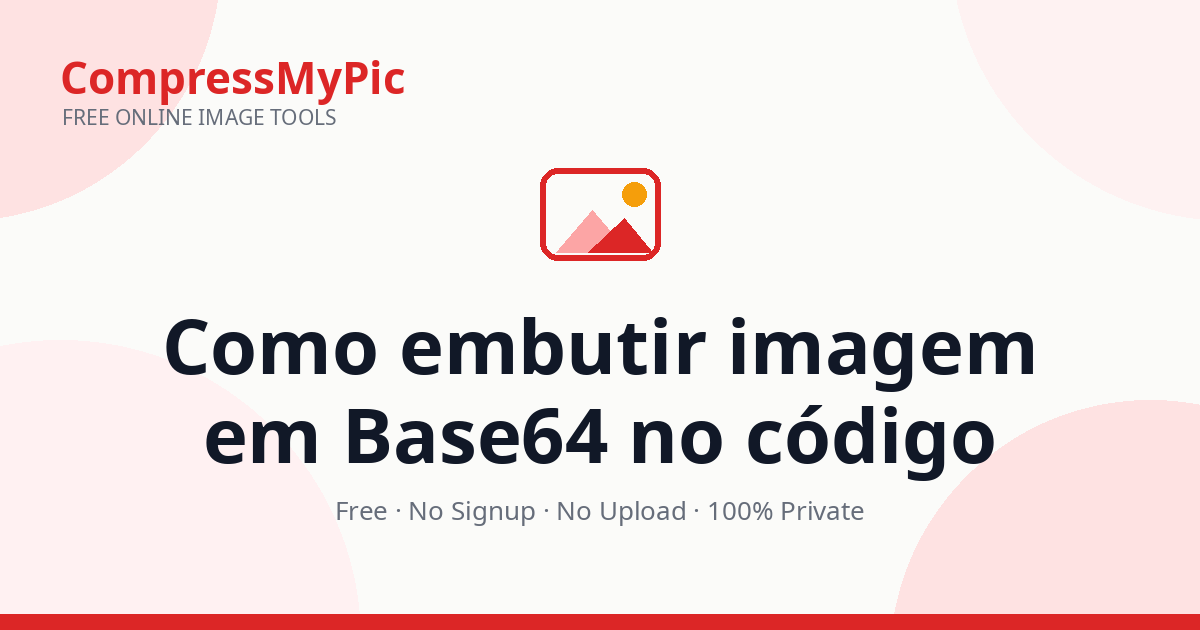 CompressMyPic
FREE ONLINE IMAGE TOOLS
Como embutir imagem
em Base64 no código
Free · No Signup · No Upload · 100% Private